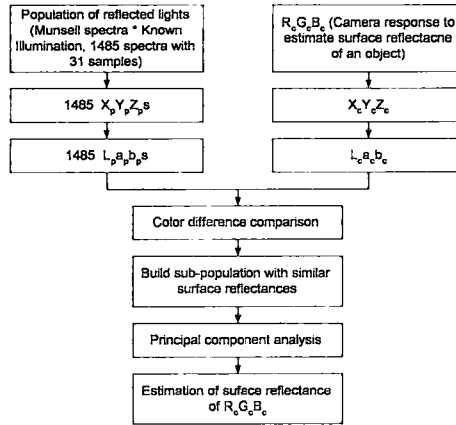 Population of reflected lights
(Munsell spectra * Known
Illumination, 1485 spectra with
31 samples)
1485 XpYpZps
1485 Lpapbps
RcGcBc (Camera response to
estimate surface reflectacne
of an object)
XcYcZc
Lcacbc
Color difference comparison
Build sub-population with similar
surface reflectances
Principal component analysis
Estimation of suface reflectance
of RcGcBc